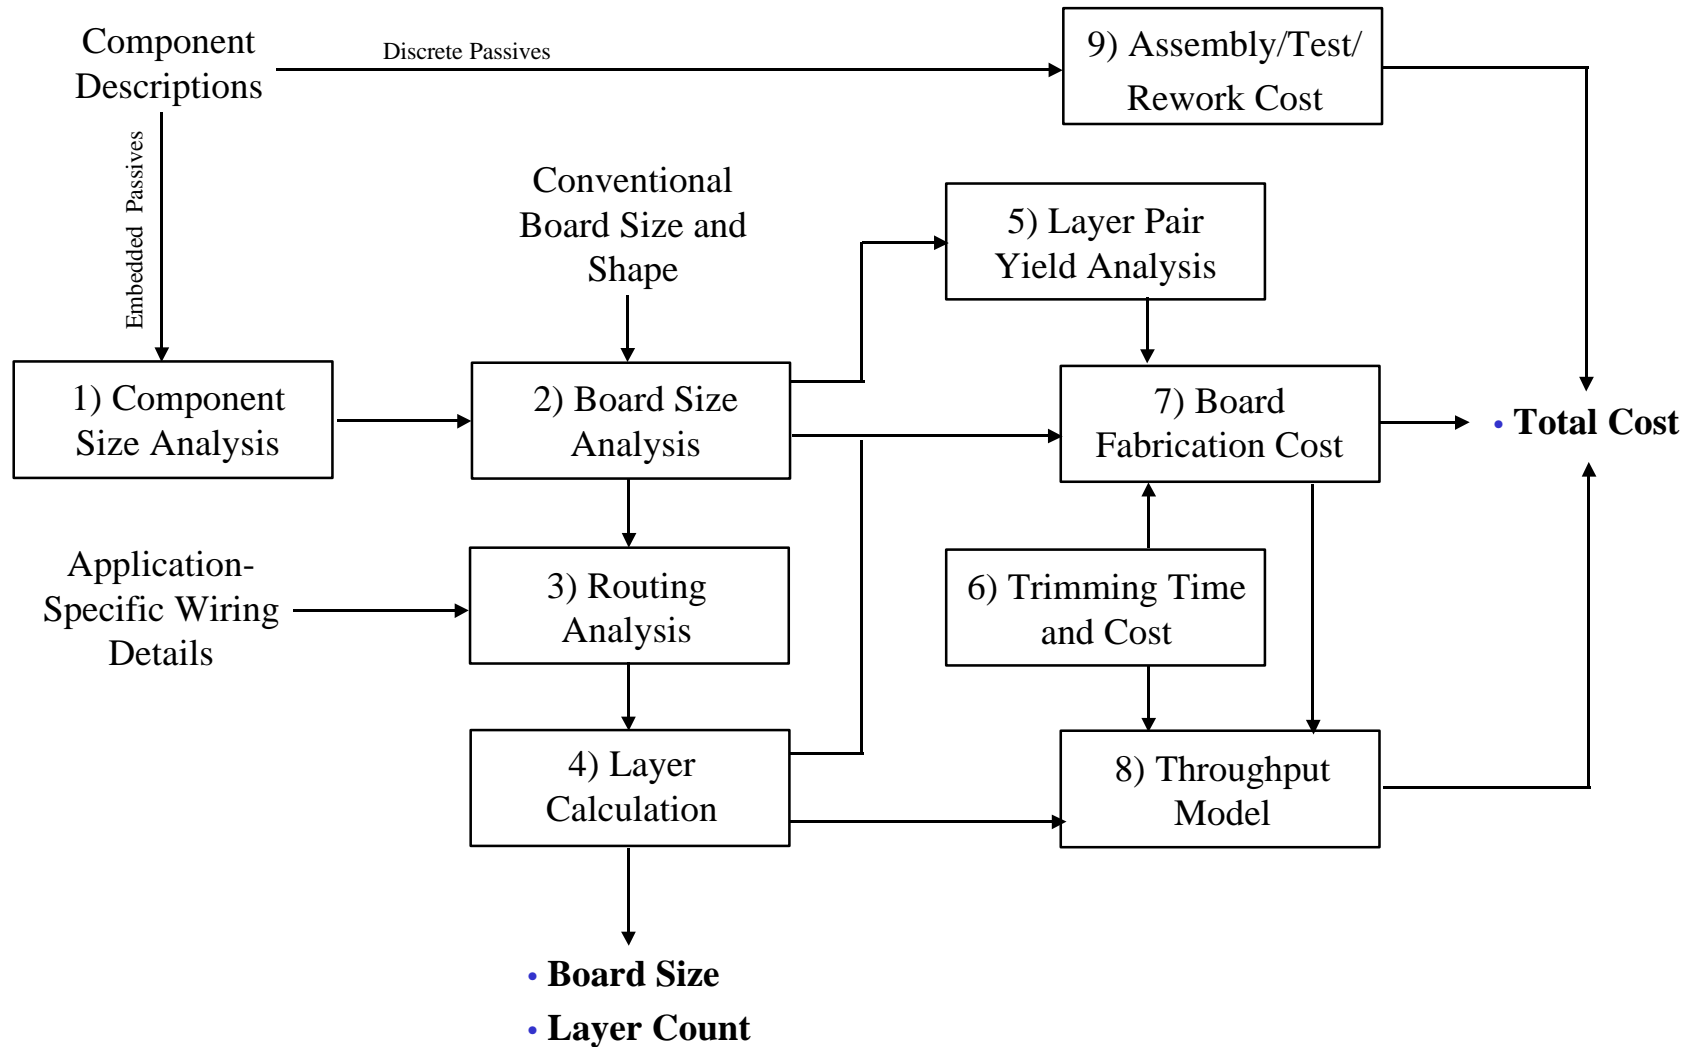 Component
Descriptions
Discrete Passives
9) Assembly/Test/
Rework Cost
Embedded Passives
Conventional
Board Size and
Shape
5) Layer Pair
Yield Analysis
1) Component
Size Analysis
2) Board Size
Analysis
7) Board
Fabrication Cost
• Total Cost
Application-
Specific Wiring
Details
3) Routing
Analysis
6) Trimming Time
and Cost
4) Layer
Calculation
8) Throughput
Model
• Board Size
• Layer Count